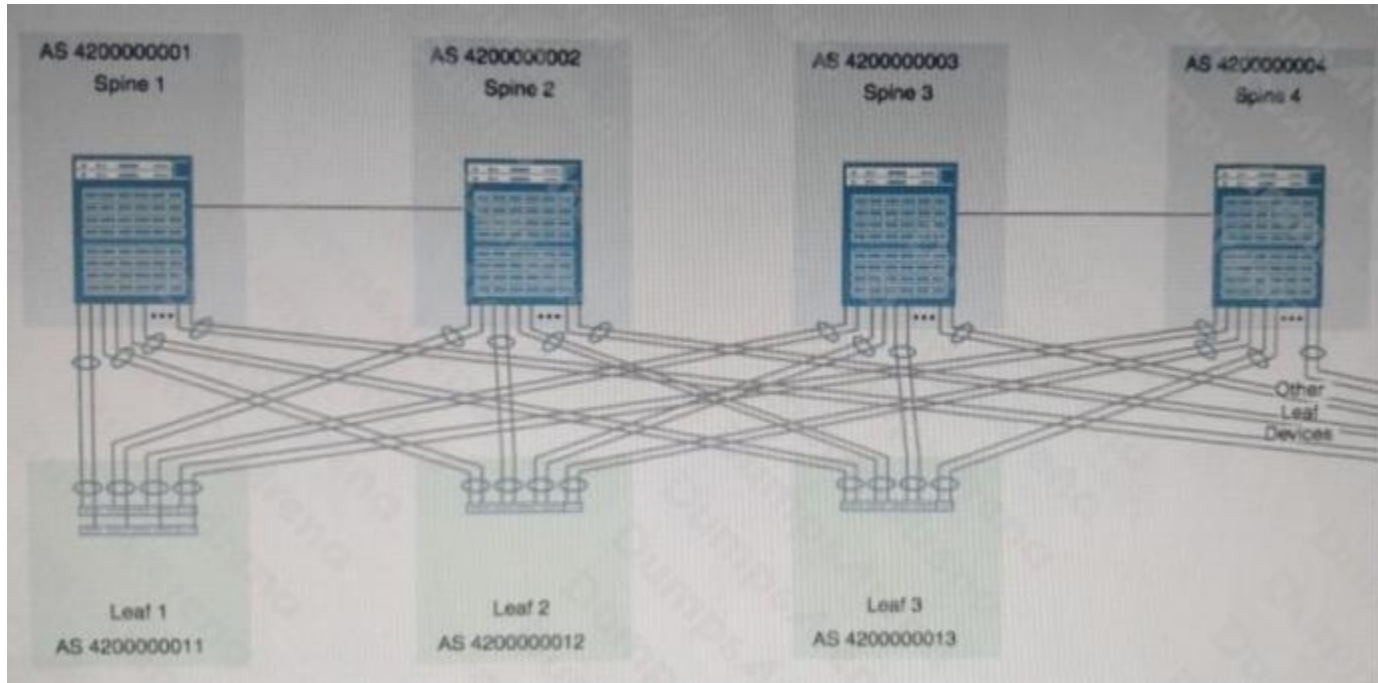 AS 4200000001
Spine 1
AS 4200000002
Spine 2
AS 4200000003
Spine 3
AS 4200000004
Spine 4
Other
Leaf
Devices
Leaf 1
AS 4200000011
Leaf 2
AS 4200000012
Leaf 3
AS 4200000013